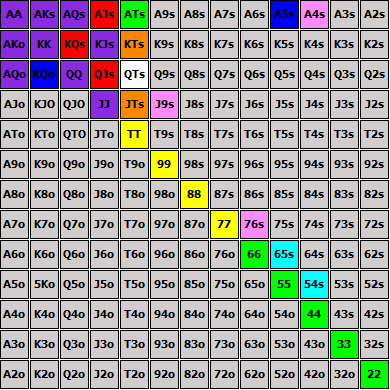 AA AKs AQs AJs ATs A9s A8s A7s A6s A5s A4s A3s A2s
AKo KK KQs KJs KTs K9s K8s K7s K6s K5s K4s K3s K2s
AQo KQo QQ QJs QTs Q9s Q8s Q7s Q6s Q5s Q4s Q3s Q2s
AJo KJO QJO JJ JTs J9s J8s J7s J6s J5s J4s J3s J2s
ATo KTo QTO JTo TT T9s T8s T7s T6s T5s T4s T3s T2s
A9o K9o Q9o J9o T9o 99 98s 97s 96s 95s 94s 93s 92s
A8o K8o Q8o J8o T8o 98o 88 87s 86s 85s 84s 83s 82s
A7o K7o Q7o J7o T7o 97o 87o 77 76s 75s 74s 73s 72s
A6o K6o Q6o J6o T6o 96o 86o 76o 66 65s 64s 63s 62s
A5o 5Ko Q5o J5o T5o 95o 85o 75o 65o 55 54s 53s 52s
A4o K4o Q4o J4o T4o 94o 84o 74o 64o 54o 44 43s 42s
A3o K3o Q3o J3o T3o 93o 83o 73o 63o 53o 43o 33 32s
A2o K2o Q2o J2o T2o 92o 82o 72o 62o 52o 42o 32o 22